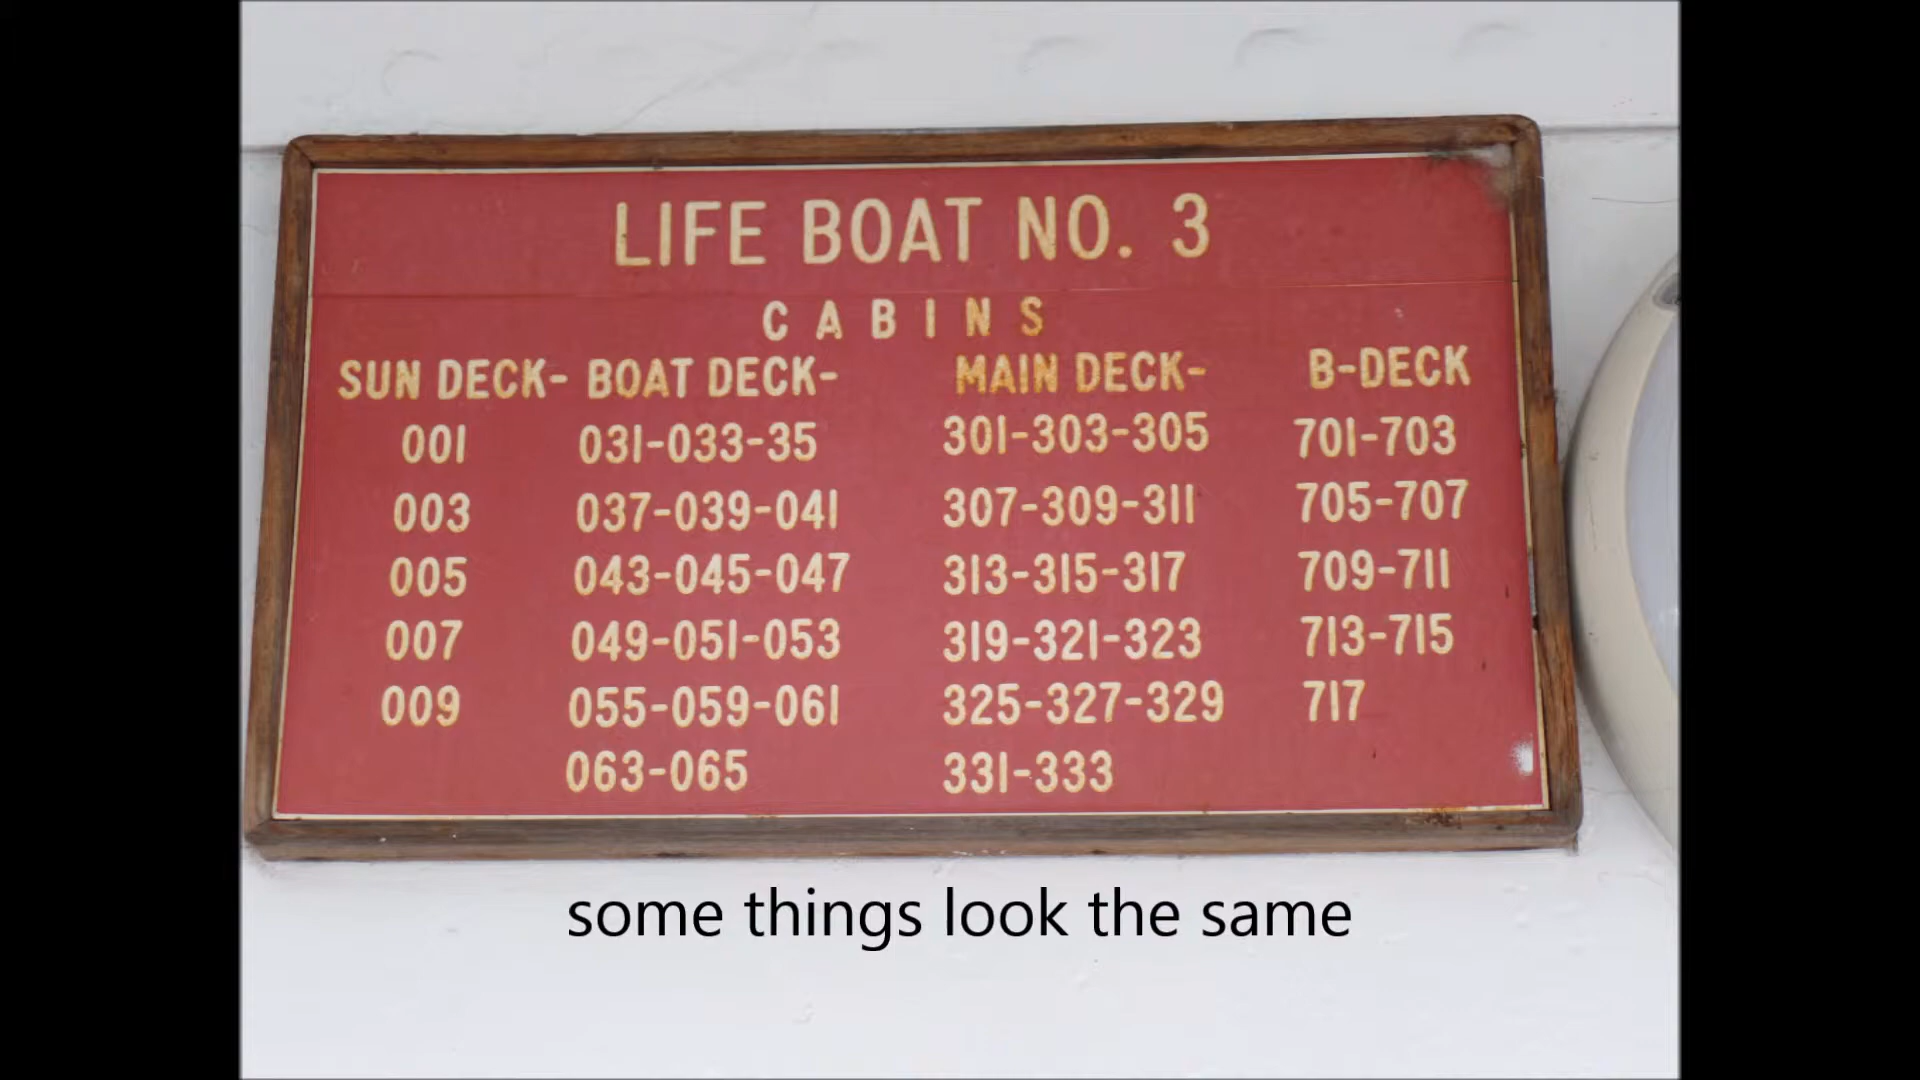 LIFE BOAT NO. 3
CABINS
SUN DECK- BOAT DECK- MAIN DECK- B-DECK
001 031-033-35 301-303-305 701-703
003 037-039-041 307-309-311 705-707
005 043-045-047 313-315-317 709-711
007 049-051-053 319-321-323 713-715
009 055-059-061 325-327-329 717
063-065 331-333
some things look the same